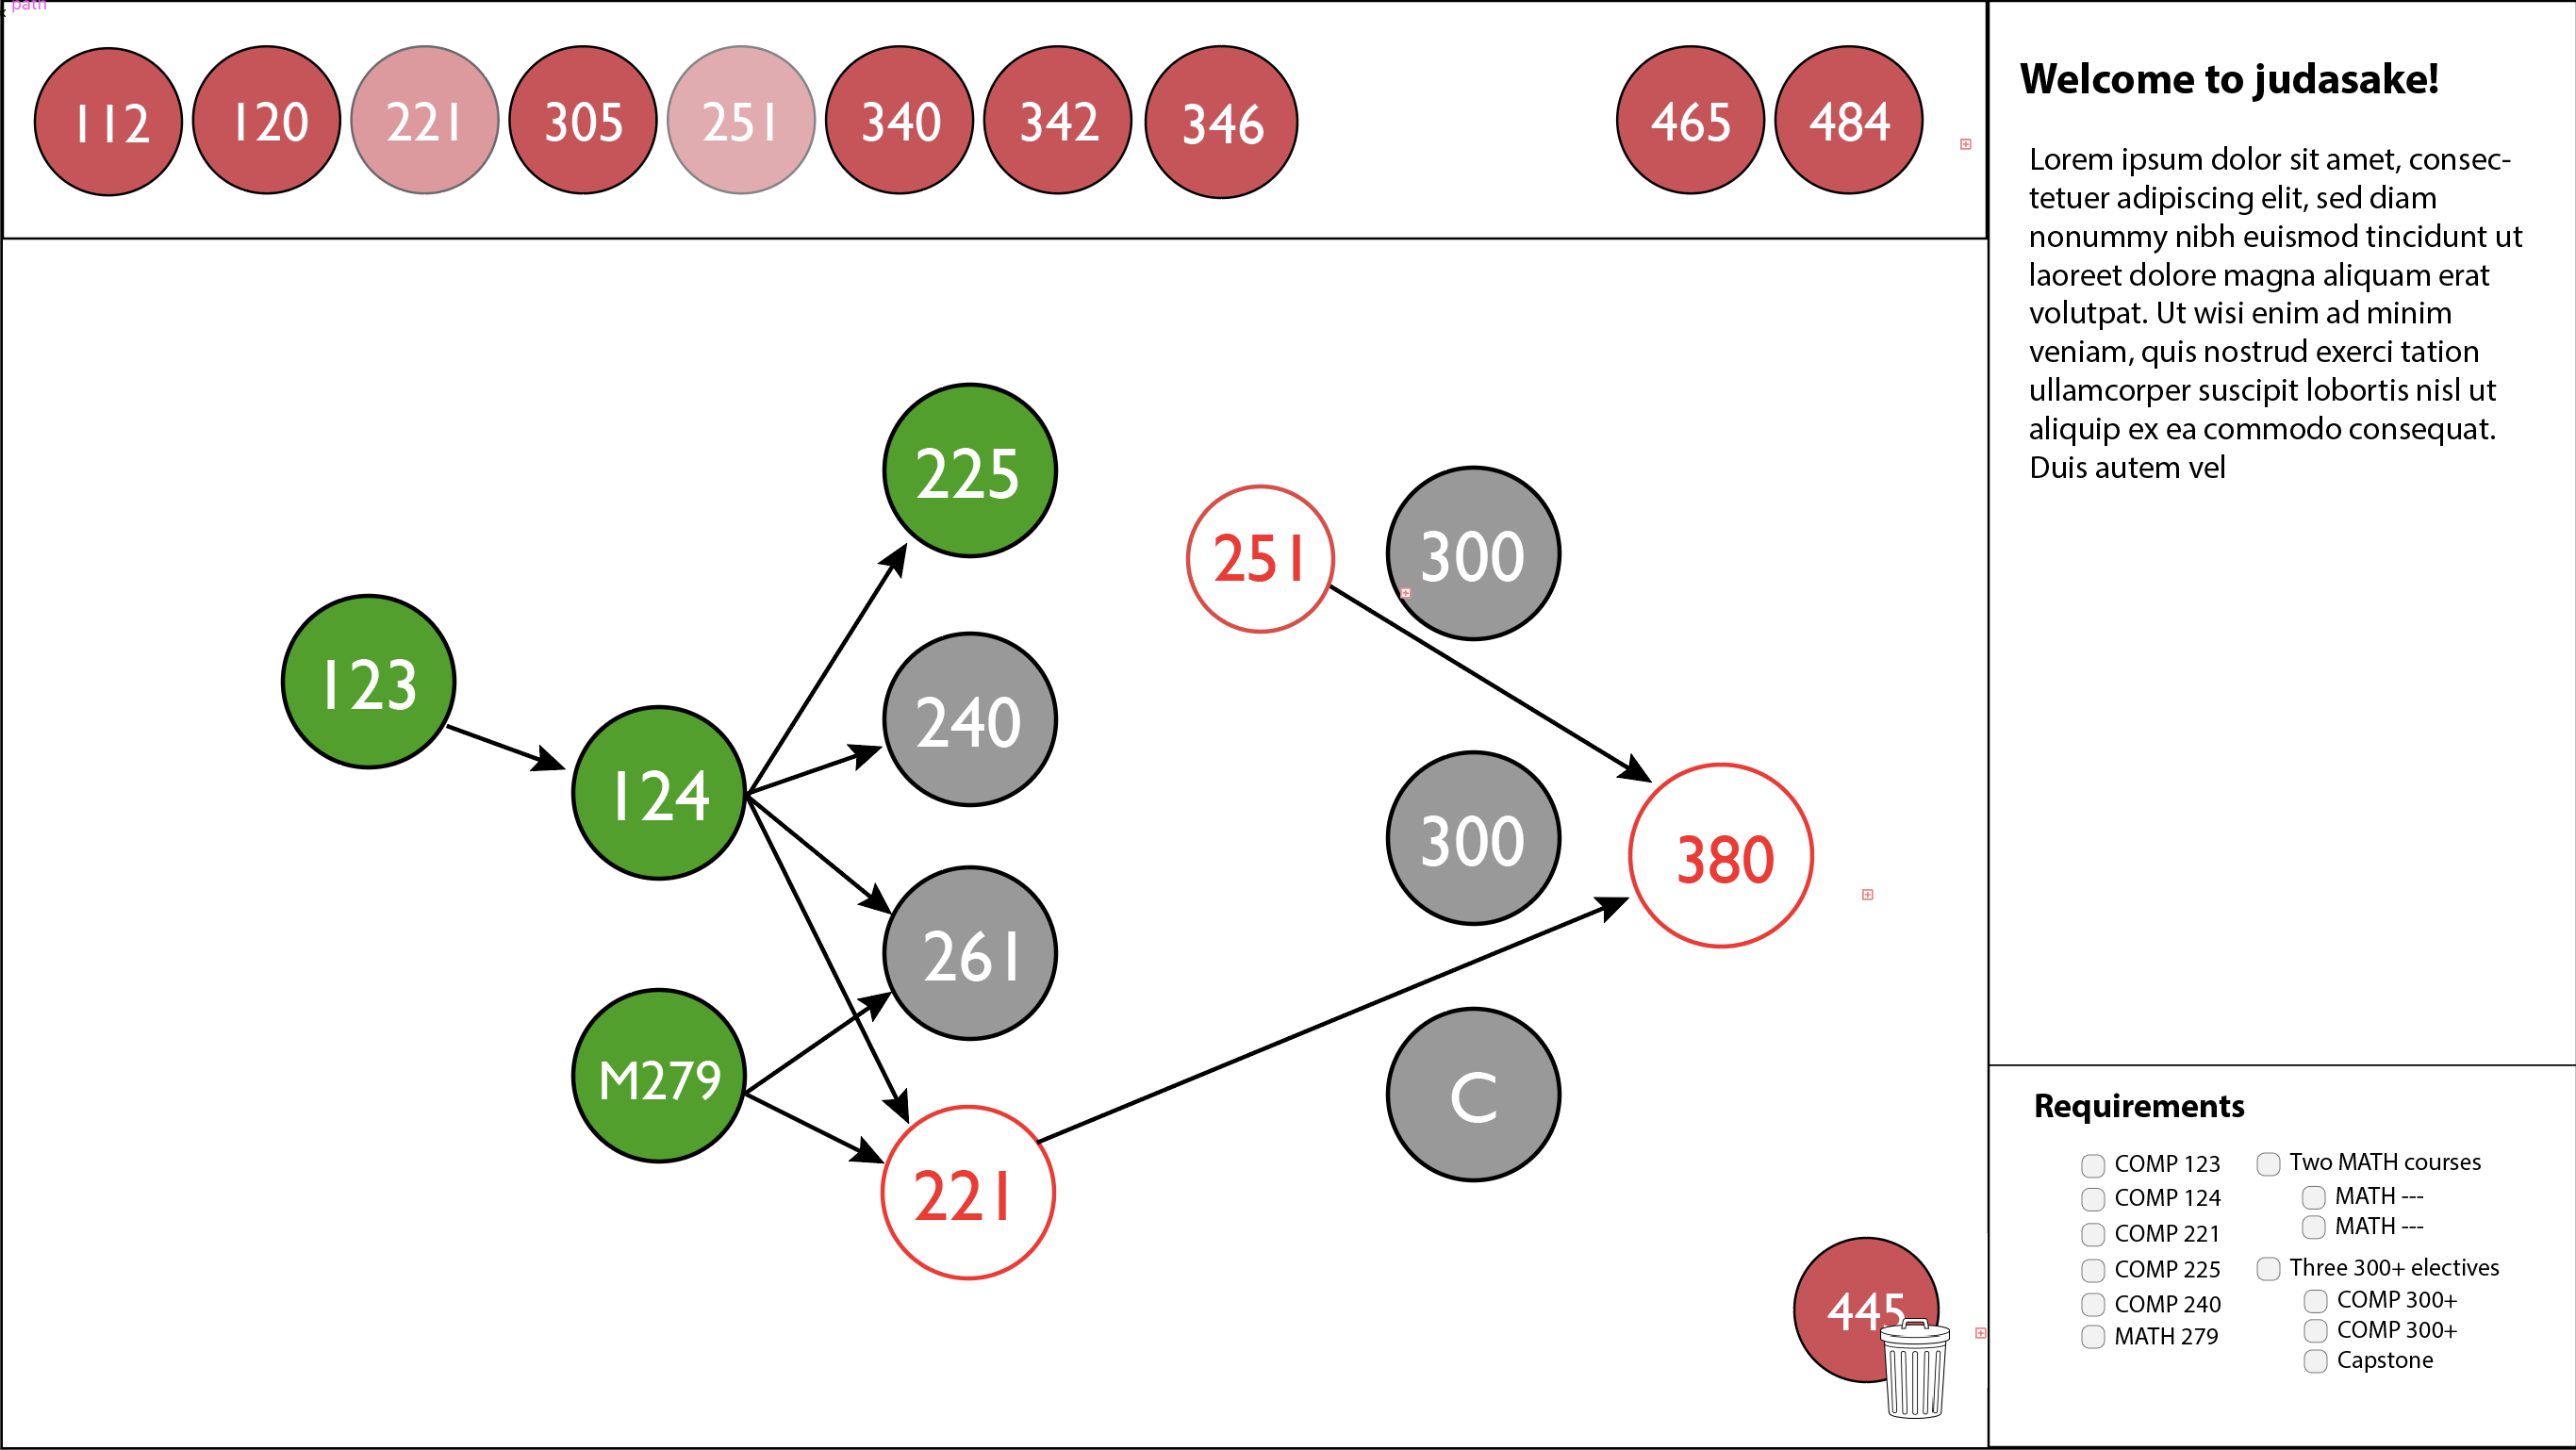 path
112 120 221 305 251 340 342 346 465 484
225
251 300
123
240
124
300
380
261
M279
C
221
445
Welcome to judasake!
Lorem ipsum dolor sit amet, consec-
tetuer adipiscing elit, sed diam
nonummy nibh euismod tincidunt ut
laoreet dolore magna aliquam erat
volutpat. Ut wisi enim ad minim
veniam, quis nostrud exerci tation
ullamcorper suscipit lobortis nisl ut
aliquip ex ea commodo consequat.
Duis autem vel
Requirements
COMP 123
COMP 124
COMP 221
COMP 225
COMP 240
MATH 279
Two MATH courses
MATH ---
MATH ---
Three 300+ electives
COMP 300+
COMP 300+
Capstone